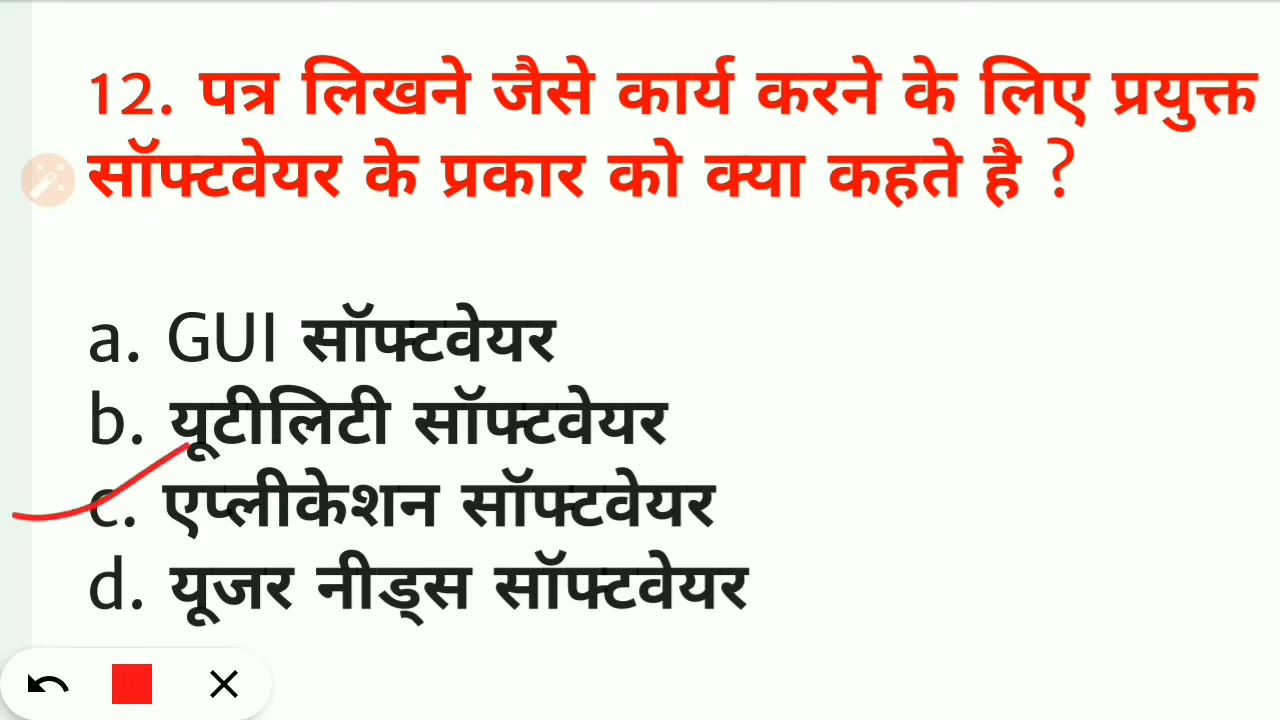 12. पत्र लिखने जैसे कार्य करने के लिए प्रयुक्त
सॉफ्टवेयर के प्रकार को क्या कहते है ?
a. GUI सॉफ्टवेयर
b. यूटीलिटी सॉफ्टवेयर
c. एप्लीकेशन सॉफ्टवेयर
d. यूजर नीड्स सॉफ्टवेयर